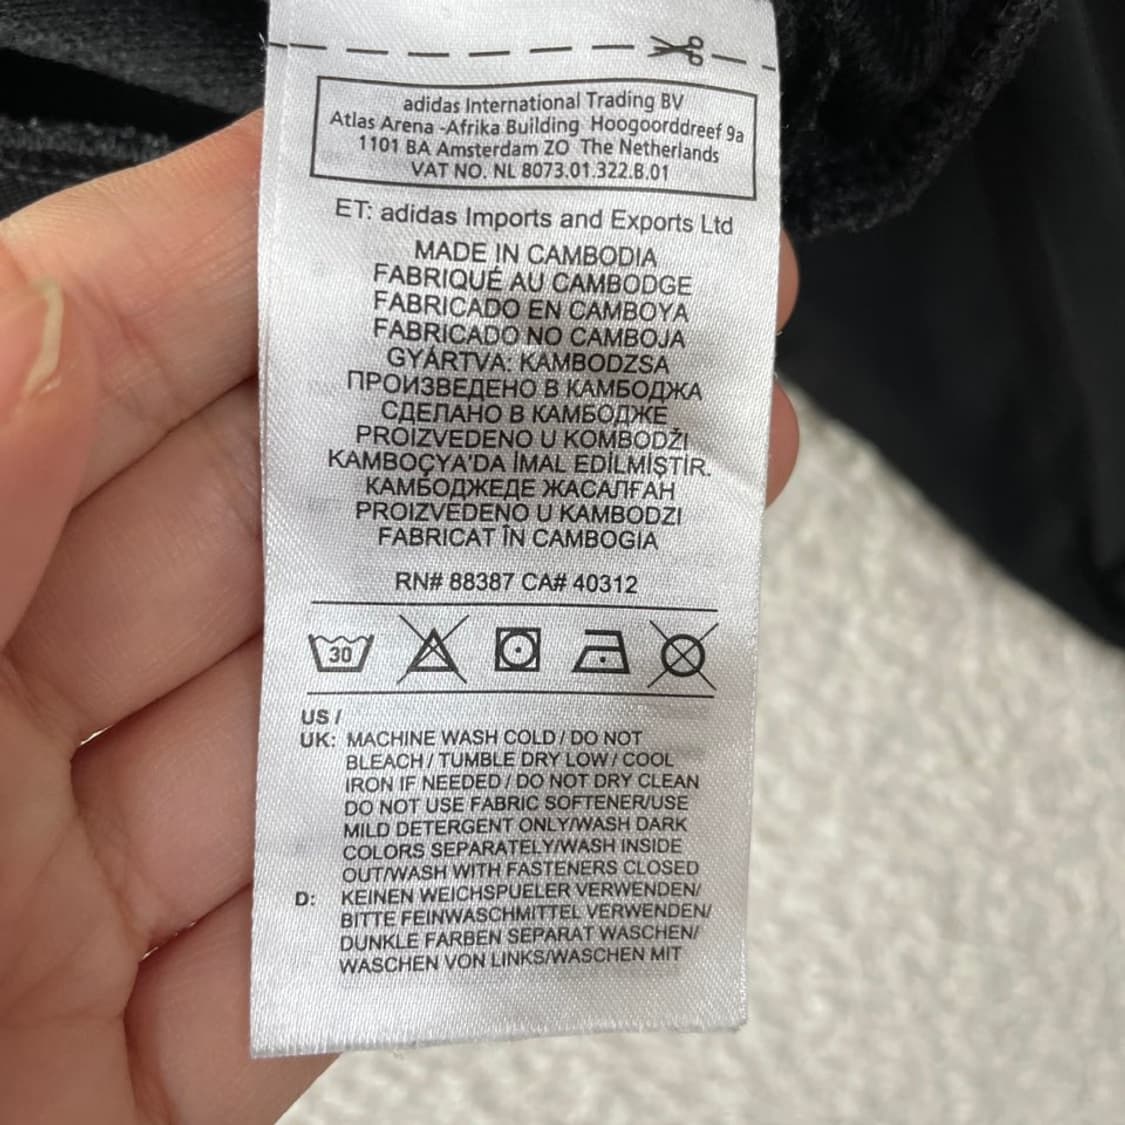 adidas International Trading BV
Atlas Arena -Afrika Building Hoogoorddreef 9a
1101 BA Amsterdam ZO The Netherlands
VAT NO. NL 8073.01.322.B.01
ET: adidas Imports and Exports Ltd
MADE IN CAMBODIA
FABRIQUÉ AU CAMBODGE
FABRICADO EN CAMBOYA
FABRICADO NO CAMBOJA
GYÁRTVA: KAMBODZSA
ПРОИЗВЕДЕНО В КАМБОДЖА
СДЕЛАНО В КАМБОДЖЕ
PROIZVEDENO U KOMBODŽI
KAMBOÇYA'DA İMAL EDİLMİŞTİR.
КАМБОДЖЕДЕ ЖАСАЛҒАН
PROIZVEDENO U KAMBODZI
FABRICAT ÎN CAMBOGIA
RN# 88387 CA# 40312
30
US /
UK: MACHINE WASH COLD / DO NOT
BLEACH / TUMBLE DRY LOW / COOL
IRON IF NEEDED / DO NOT DRY CLEAN
DO NOT USE FABRIC SOFTENER/USE
MILD DETERGENT ONLY/WASH DARK
COLORS SEPARATELY/WASH INSIDE
OUT/WASH WITH FASTENERS CLOSED
D: KEINEN WEICHSPUELER VERWENDEN/
BITTE FEINWASCHMITTEL VERWENDEN/
DUNKLE FARBEN SEPARAT WASCHEN/
WASCHEN VON LINKS/WASCHEN MIT